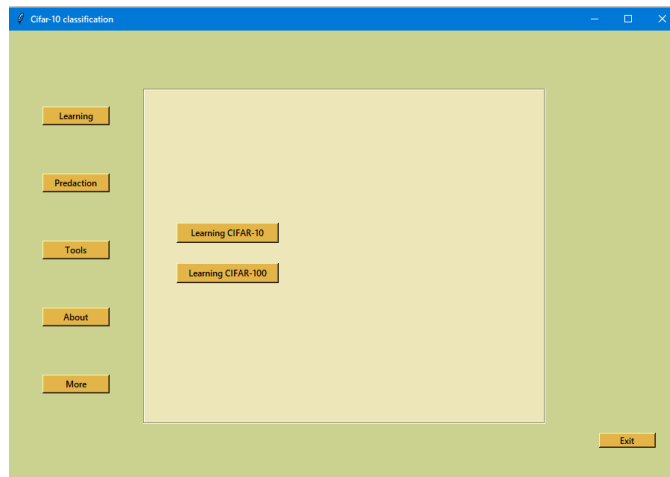 Cifar-10 classification
Learning
Predaction
Learning CIFAR-10
Tools
Learning CIFAR-100
About
More
Exit